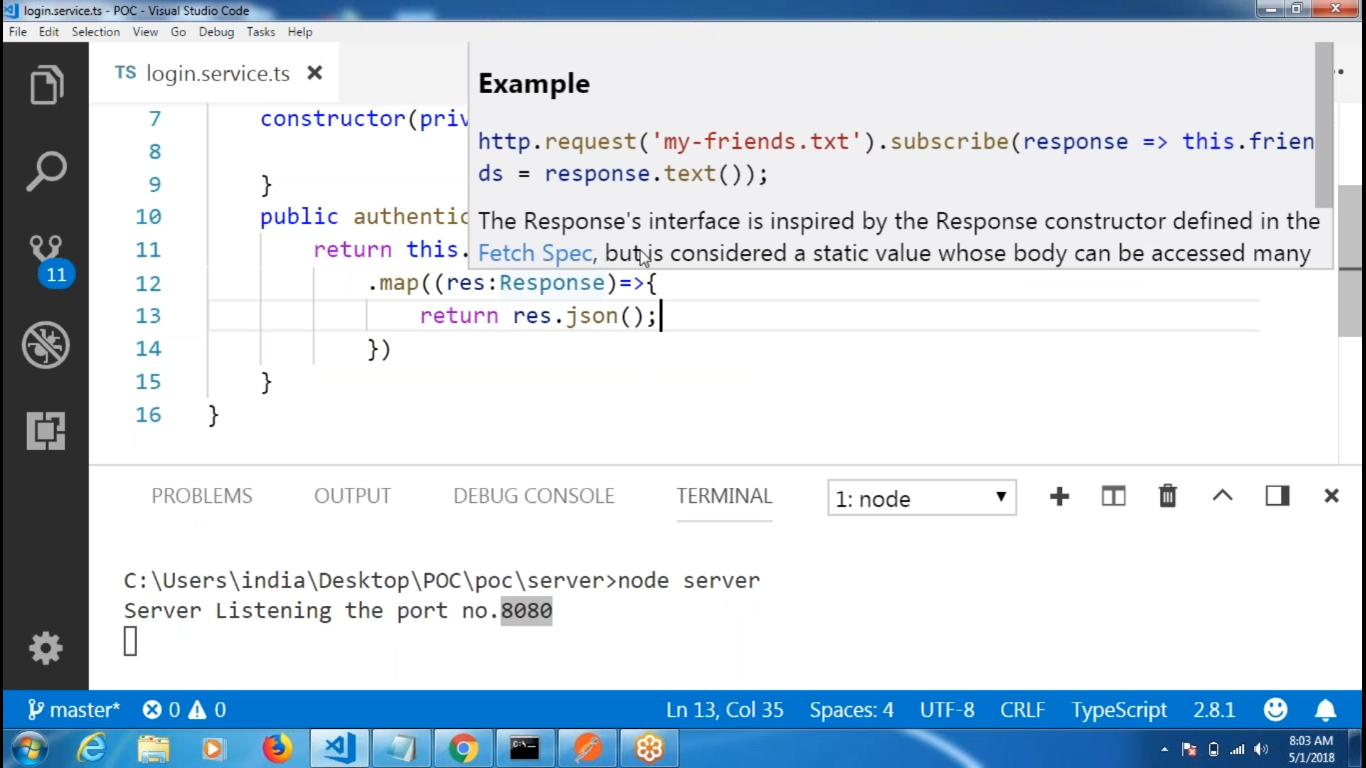 login.service.ts - POC - Visual Studio Code
File Edit Selection View Go Debug Tasks Help
TS login.service.ts
Example
http.request('my-friends.txt').subscribe(response => this.frien
ds = response.text());
The Response's interface is inspired by the Response constructor defined in the
Fetch Spec, but is considered a static value whose body can be accessed many
7 constructor(priv
8
9 }
10 public authentic
11 return this.
12 .map((res:Response)=>{
13 return res.json();
14 })
15 }
16 }
11
PROBLEMS OUTPUT DEBUG CONSOLE TERMINAL 1: node
C:\Users\india\Desktop\POC\poc\server>node server
Server Listening the port no.8080
master* 0 0 Ln 13, Col 35 Spaces: 4 UTF-8 CRLF TypeScript 2.8.1
8:03 AM
5/1/2018